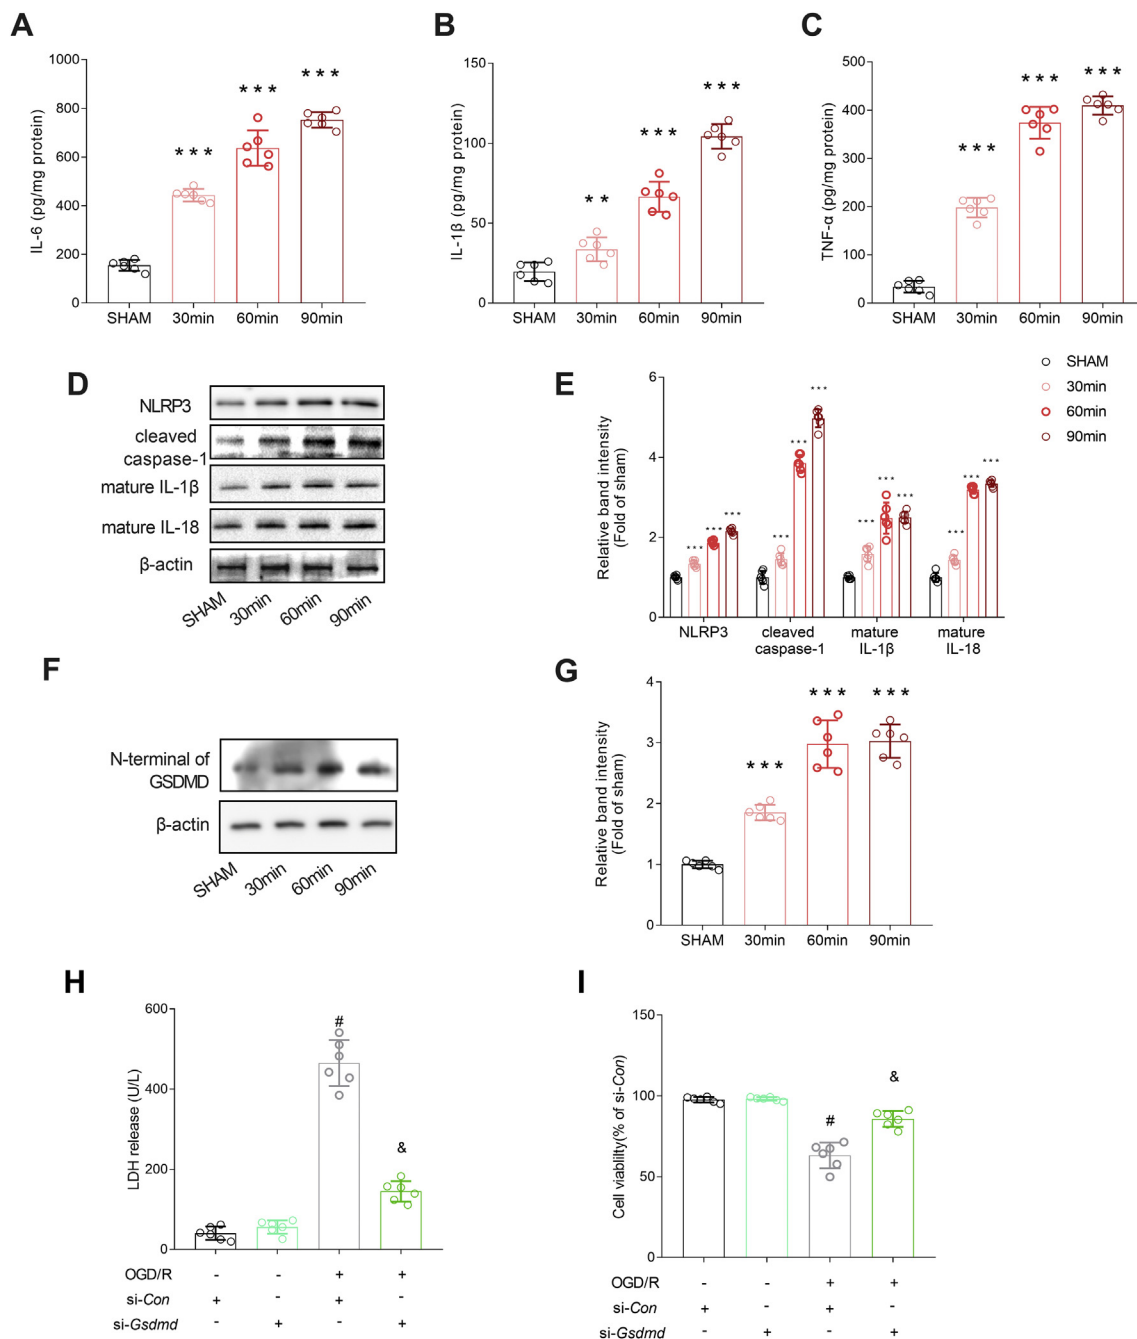 A
IL-6 (pg/mg protein)
1000
800
600
400
200
0
***
***
***
SHAM 30min 60min 90min
B
IL-1β (pg/mg protein)
150
100
50
0
**
***
***
SHAM 30min 60min 90min
C
TNF-α (pg/mg protein)
500
400
300
200
100
0
***
***
***
SHAM 30min 60min 90min
D
NLRP3
cleaved
caspase-1
mature IL-1β
mature IL-18
β-actin
SHAM 30min 60min 90min
E
Relative band intensity
(Fold of sham)
6
4
2
0
*** *** ***
*** *** ***
*** *** ***
*** *** ***
NLRP3 cleaved mature mature
caspase-1 IL-1β IL-18
SHAM
30min
60min
90min
F
N-terminal of
GSDMD
β-actin
SHAM 30min 60min 90min
G
Relative band intensity
(Fold of sham)
4
3
2
1
0
***
***
***
SHAM 30min 60min 90min
H
LDH release (U/L)
600
400
200
0
#
&
OGD/R - - + +
si-Con + - + -
si-Gsdmd - + - +
I
Cell viability(% of si-Con)
150
100
50
0
#
&
OGD/R - - + +
si-Con + - + -
si-Gsdmd - + - +